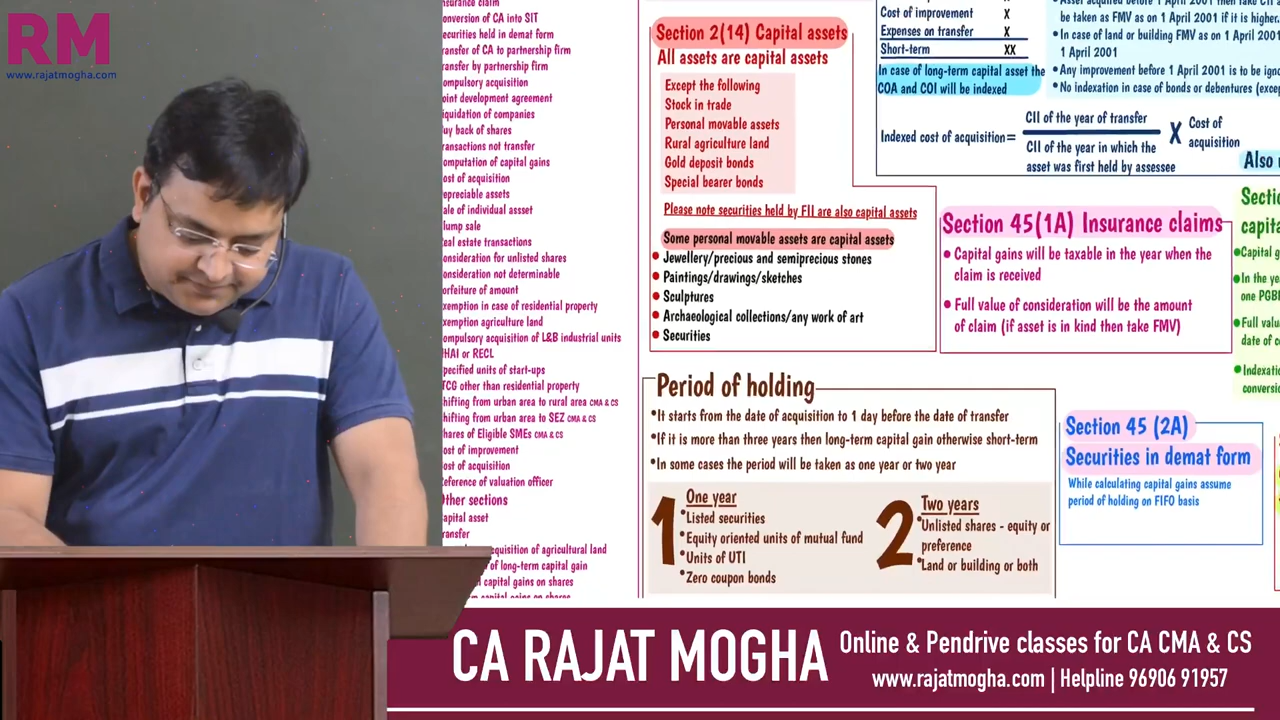 RM
www.rajatmogha.com
nsurance claim
onversion of CA into SIT
ecurities held in demat form
ransfer of CA to partnership firm
ransfer by partnership firm
ompulsory acquisition
oint development agreement
iquidation of companies
uy back of shares
ransactions not transfer
omputation of capital gains
ost of acquisition
epreciable assets
ale of individual assset
lump sale
eal estate transactions
onsideration for unlisted shares
onsideration not determinable
orfeiture of amount
xemption in case of residential property
xemption agriculture land
ompulsory acquisition of L&B industrial units
HAI or RECL
pecified units of start-ups
TCG other than residential property
hifting from urban area to rural area CMA & CS
hifting from urban area to SEZ CMA & CS
hares of Eligible SMEs CMA & CS
ost of improvement
ost of acquisition
eference of valuation officer
ther sections
apital asset
ransfer
cquisition of agricultural land
of long-term capital gain
capital gains on shares
Section 2(14) Capital assets
All assets are capital assets
Except the following
Stock in trade
Personal movable assets
Rural agriculture land
Gold deposit bonds
Special bearer bonds
Please note securities held by FII are also capital assets
Some personal movable assets are capital assets
Jewellery/precious and semiprecious stones
Paintings/drawings/sketches
Sculptures
Archaeological collections/any work of art
Securities
Cost of improvement X
Expenses on transfer X
Short-term XX
In case of long-term capital asset the
COA and COI will be indexed
be taken as FMV as on 1 April 2001 if it is higher.
In case of land or building FMV as on 1 April 2001
1 April 2001
Any improvement before 1 April 2001 is to be igno
No indexation in case of bonds or debentures (excep
Indexed cost of acquisition =
CII of the year of transfer
CII of the year in which the
asset was first held by assessee
X Cost of
acquisition
Also
Section 45(1A) Insurance claims
Capital gains will be taxable in the year when the
claim is received
Full value of consideration will be the amount
of claim (if asset is in kind then take FMV)
Sectio
capita
Capital g
In the ye
one PGB
Full valu
date of c
Indexati
conversi
Period of holding
It starts from the date of acquisition to 1 day before the date of transfer
If it is more than three years then long-term capital gain otherwise short-term
In some cases the period will be taken as one year or two year
1 One year
Listed securities
Equity oriented units of mutual fund
Units of UTI
Zero coupon bonds
2 Two years
Unlisted shares - equity or
preference
Land or building or both
Section 45 (2A)
Securities in demat form
While calculating capital gains assume
period of holding on FIFO basis
CA RAJAT MOGHA
Online & Pendrive classes for CA CMA & CS
www.rajatmogha.com | Helpline 96906 91957